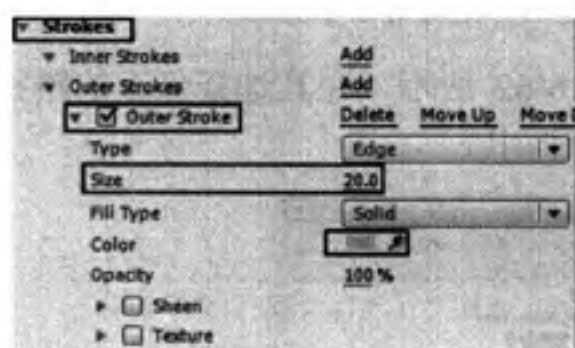 Strokes
Inner Strokes Add
Outer Strokes Add
Outer Stroke Delete Move Up Move
Type Edge
Size 20.0
Fill Type Solid
Color
Opacity 100 %
Sheen
Texture